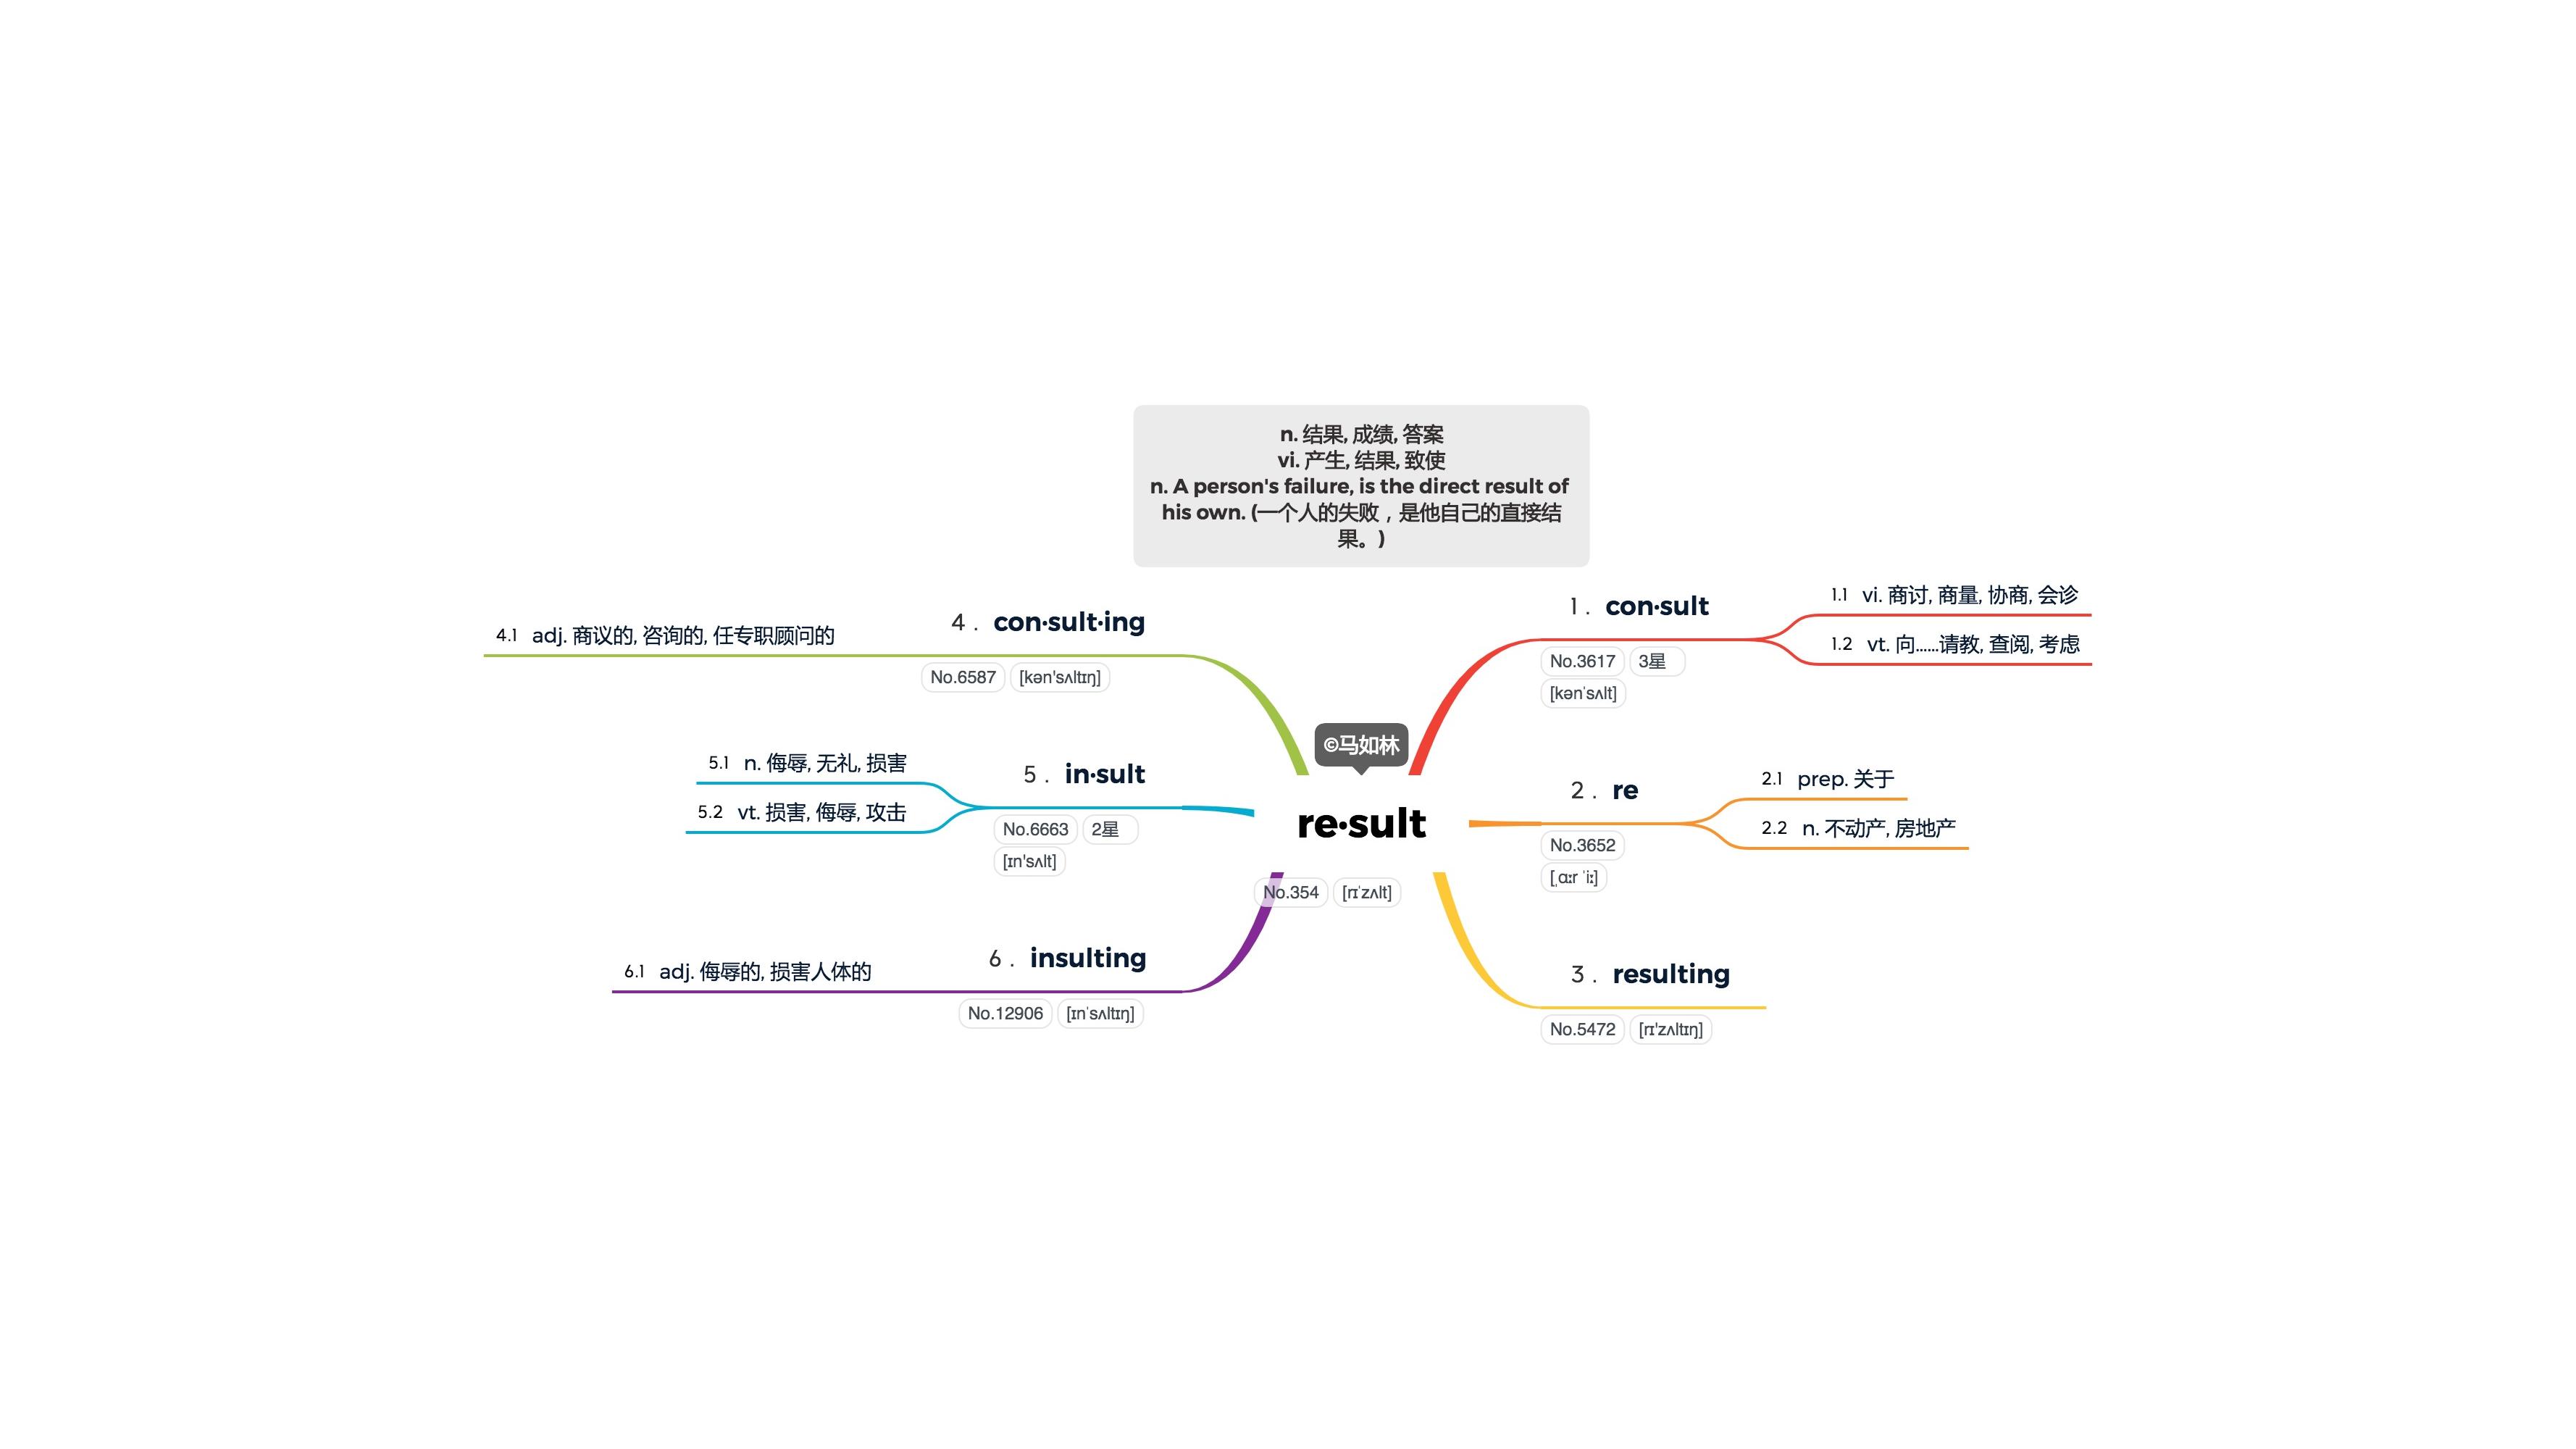 n. 结果, 成绩, 答案
vi. 产生, 结果, 致使
n. A person's failure, is the direct result of
his own. (一个人的失败，是他自己的直接结
果。)
©马如林
re·sult
No.354 [rɪˈzʌlt]
1. con·sult
No.3617 3星
[kənˈsʌlt]
1.1 vi. 商讨, 商量, 协商, 会诊
1.2 vt. 向……请教, 查阅, 考虑
2. re
No.3652
[ˌɑːr ˈiː]
2.1 prep. 关于
2.2 n. 不动产, 房地产
3. resulting
No.5472 [rɪ'zʌltɪŋ]
4. con·sult·ing
No.6587 [kən'sʌltɪŋ]
4.1 adj. 商议的, 咨询的, 任专职顾问的
5. in·sult
No.6663 2星
[ɪn'sʌlt]
5.1 n. 侮辱, 无礼, 损害
5.2 vt. 损害, 侮辱, 攻击
6. insulting
No.12906 [ɪnˈsʌltɪŋ]
6.1 adj. 侮辱的, 损害人体的